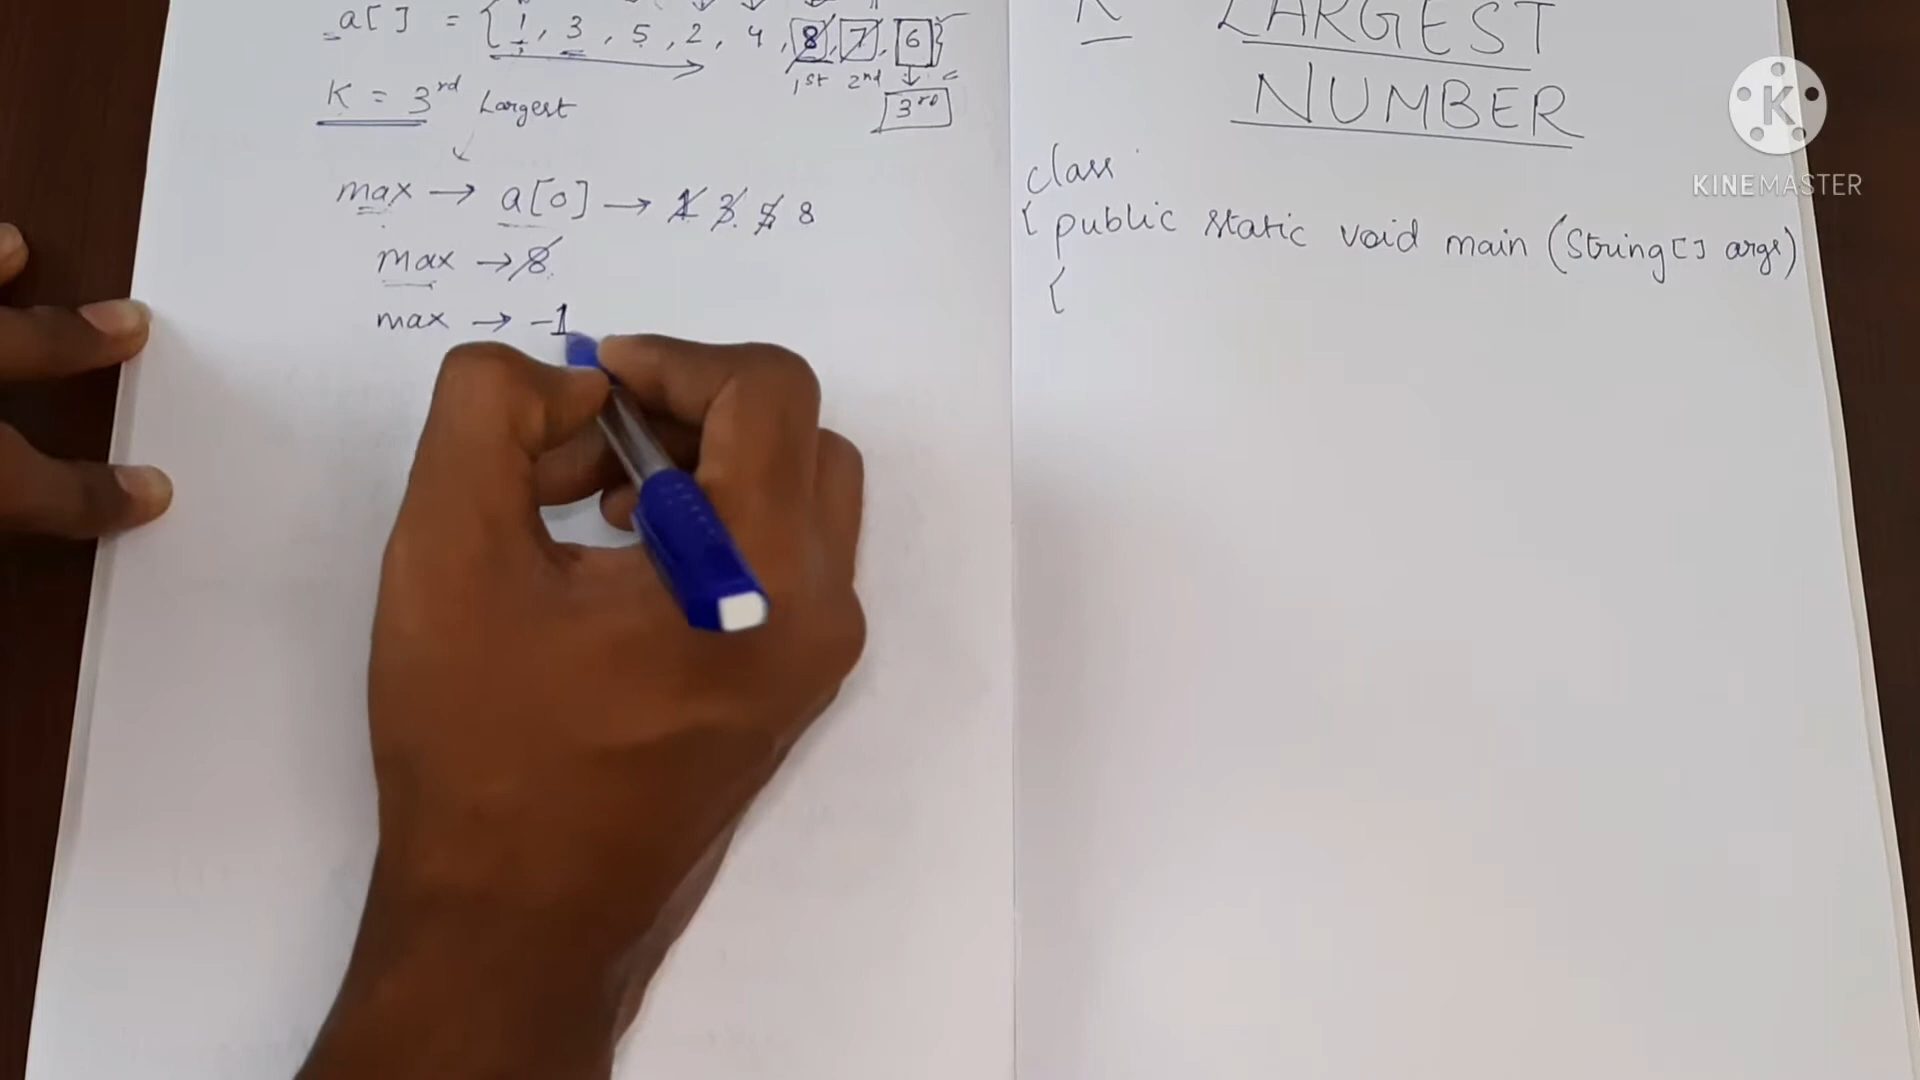 a[] = {1, 3, 5, 2, 4, 8, 7, 6}
1st 2nd
3rd
K = 3rd Largest
max → a[0] → 1 3 5 8
max → 8
max → -1
K LARGEST
NUMBER
class
{ public static void main (String[] args)
{
K
KINEMASTER